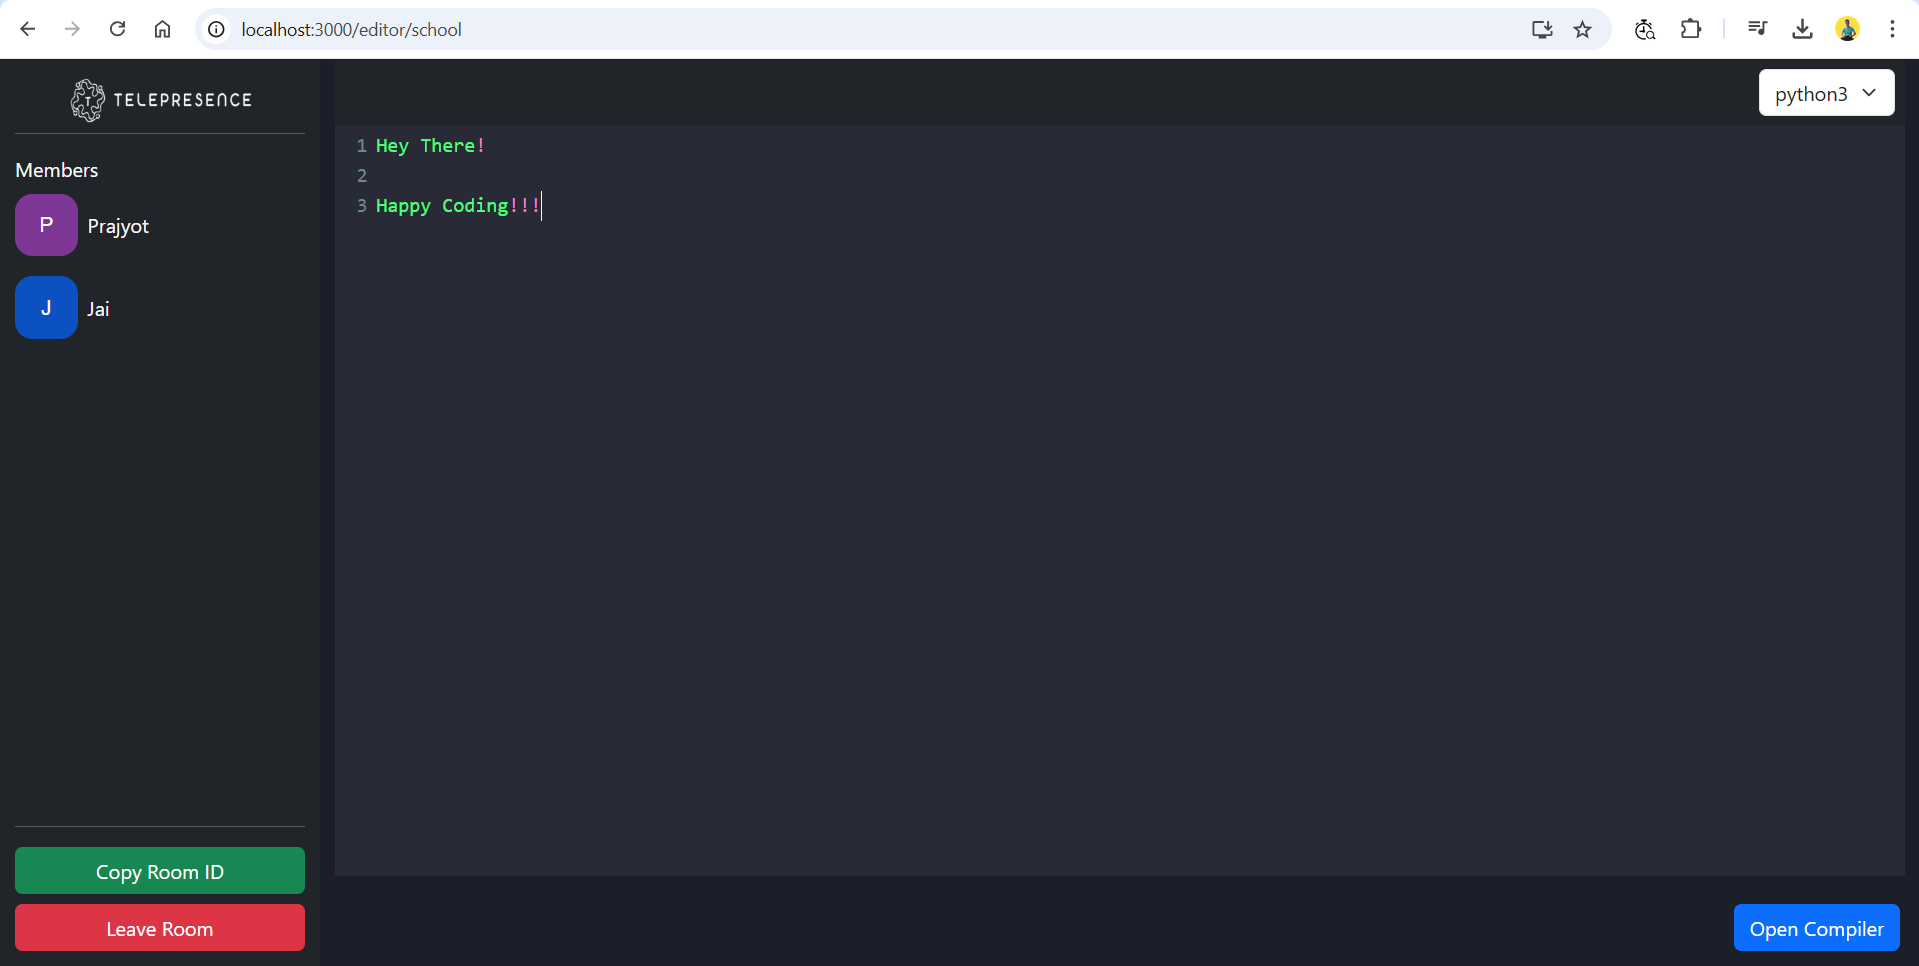 localhost:3000/editor/school
T TELEPRESENCE
python3
Members
P Prajyot
J Jai
1 Hey There!
2
3 Happy Coding!!!
Copy Room ID
Leave Room
Open Compiler